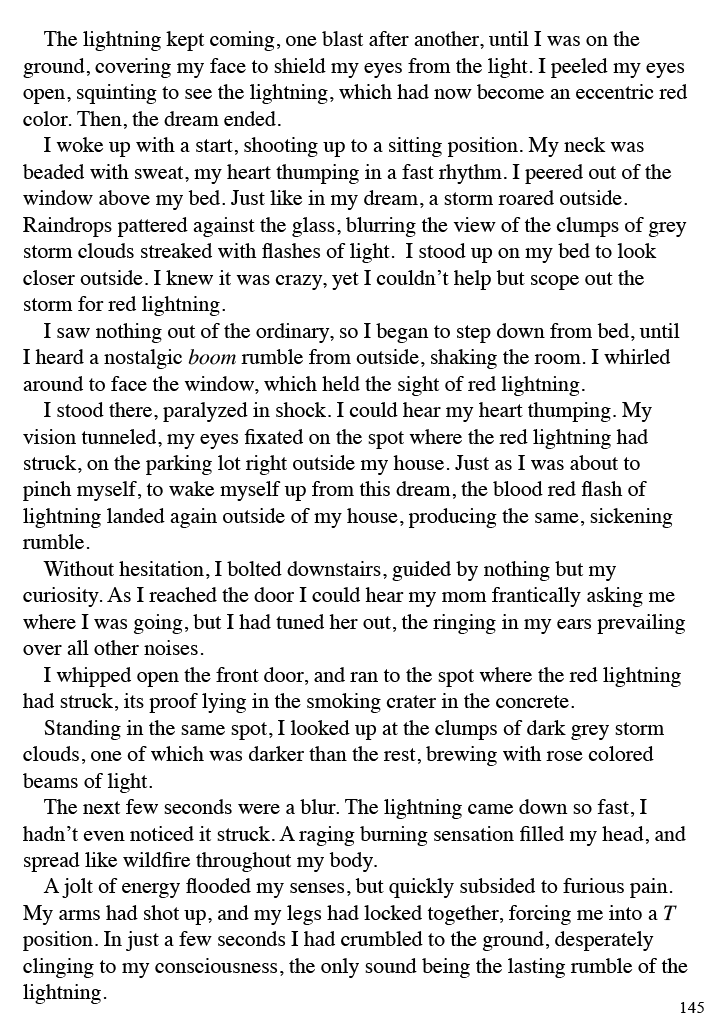 The lightning kept coming, one blast after another, until I was on the
ground, covering my face to shield my eyes from the light. I peeled my eyes
open, squinting to see the lightning, which had now become an eccentric red
color. Then, the dream ended.
I woke up with a start, shooting up to a sitting position. My neck was
beaded with sweat, my heart thumping in a fast rhythm. I peered out of the
window above my bed. Just like in my dream, a storm roared outside.
Raindrops pattered against the glass, blurring the view of the clumps of grey
storm clouds streaked with flashes of light.  I stood up on my bed to look
closer outside. I knew it was crazy, yet I couldn’t help but scope out the
storm for red lightning.
I saw nothing out of the ordinary, so I began to step down from bed, until
I heard a nostalgic boom rumble from outside, shaking the room. I whirled
around to face the window, which held the sight of red lightning.
I stood there, paralyzed in shock. I could hear my heart thumping. My
vision tunneled, my eyes fixated on the spot where the red lightning had
struck, on the parking lot right outside my house. Just as I was about to
pinch myself, to wake myself up from this dream, the blood red flash of
lightning landed again outside of my house, producing the same, sickening
rumble.
Without hesitation, I bolted downstairs, guided by nothing but my
curiosity. As I reached the door I could hear my mom frantically asking me
where I was going, but I had tuned her out, the ringing in my ears prevailing
over all other noises.
I whipped open the front door, and ran to the spot where the red lightning
had struck, its proof lying in the smoking crater in the concrete.
Standing in the same spot, I looked up at the clumps of dark grey storm
clouds, one of which was darker than the rest, brewing with rose colored
beams of light.
The next few seconds were a blur. The lightning came down so fast, I
hadn’t even noticed it struck. A raging burning sensation filled my head, and
spread like wildfire throughout my body.
A jolt of energy flooded my senses, but quickly subsided to furious pain.
My arms had shot up, and my legs had locked together, forcing me into a T
position. In just a few seconds I had crumbled to the ground, desperately
clinging to my consciousness, the only sound being the lasting rumble of the
lightning.
145